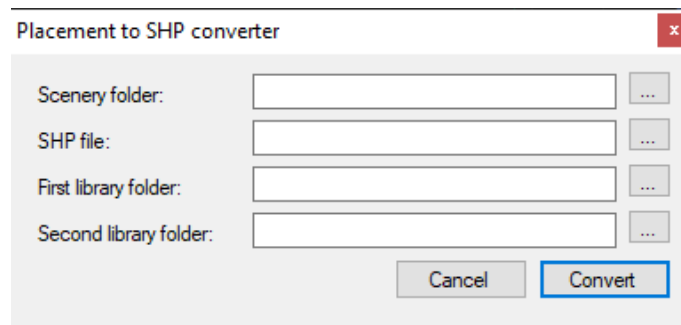 Placement to SHP converter x
Scenery folder: ...
SHP file: ...
First library folder: ...
Second library folder: ...
Cancel Convert